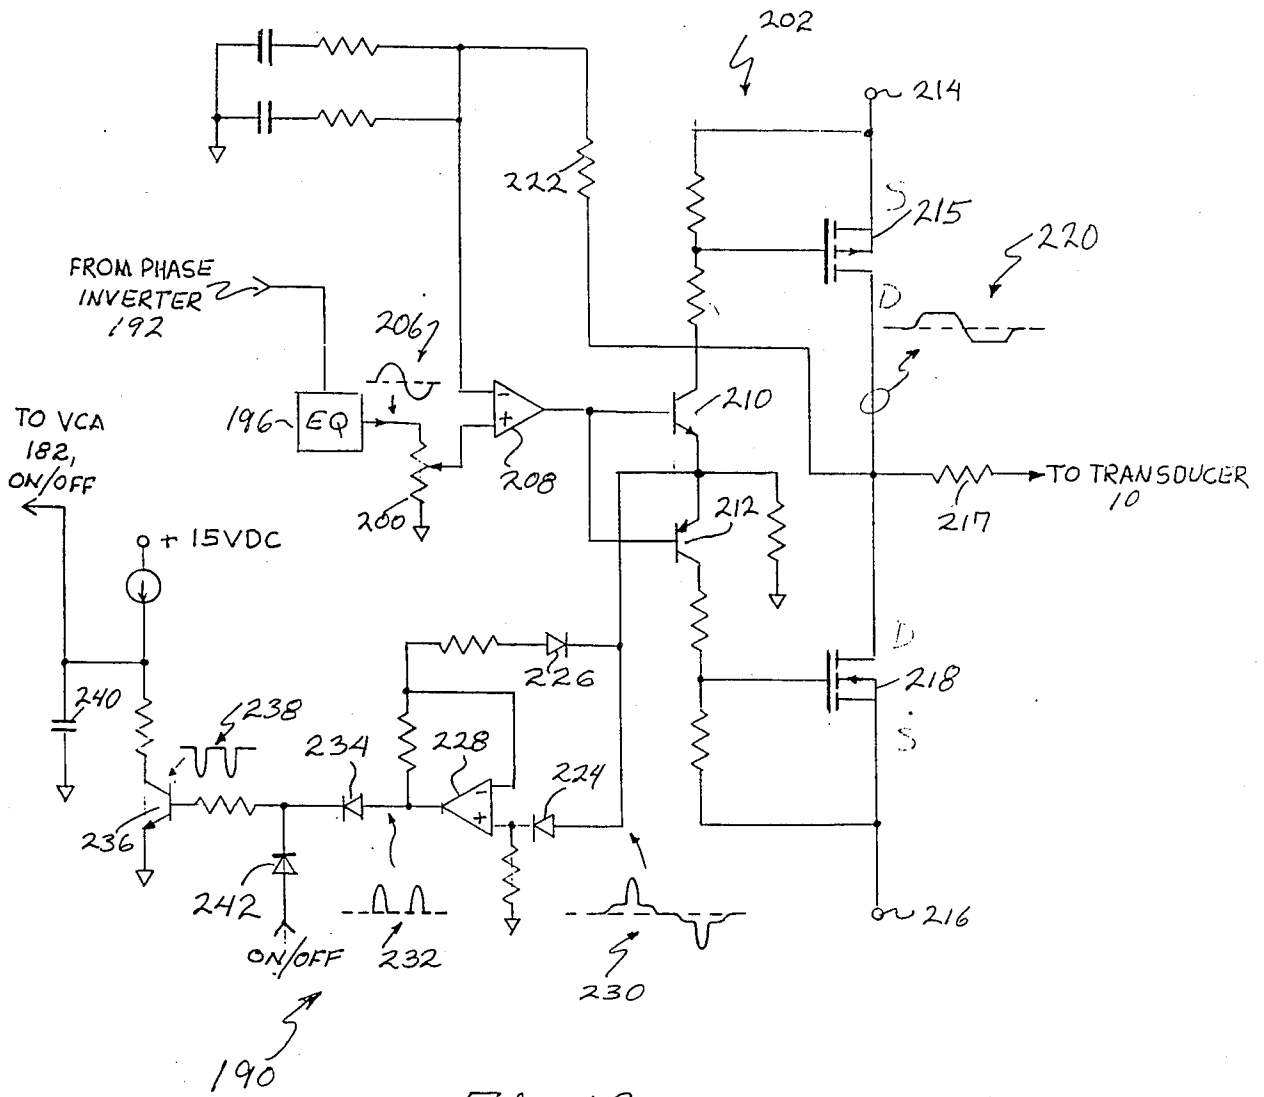 202
214
222
S
215
220
FROM PHASE
INVERTER
192
206
D
TO VCA
182,
ON/OFF
196
EQ
-
+
208
210
200
212
TO TRANSDUCER
10
217
+ 15VDC
D
218
S
226
240
238
234
228
-
+
224
236
242
ON/OFF
232
230
216
190